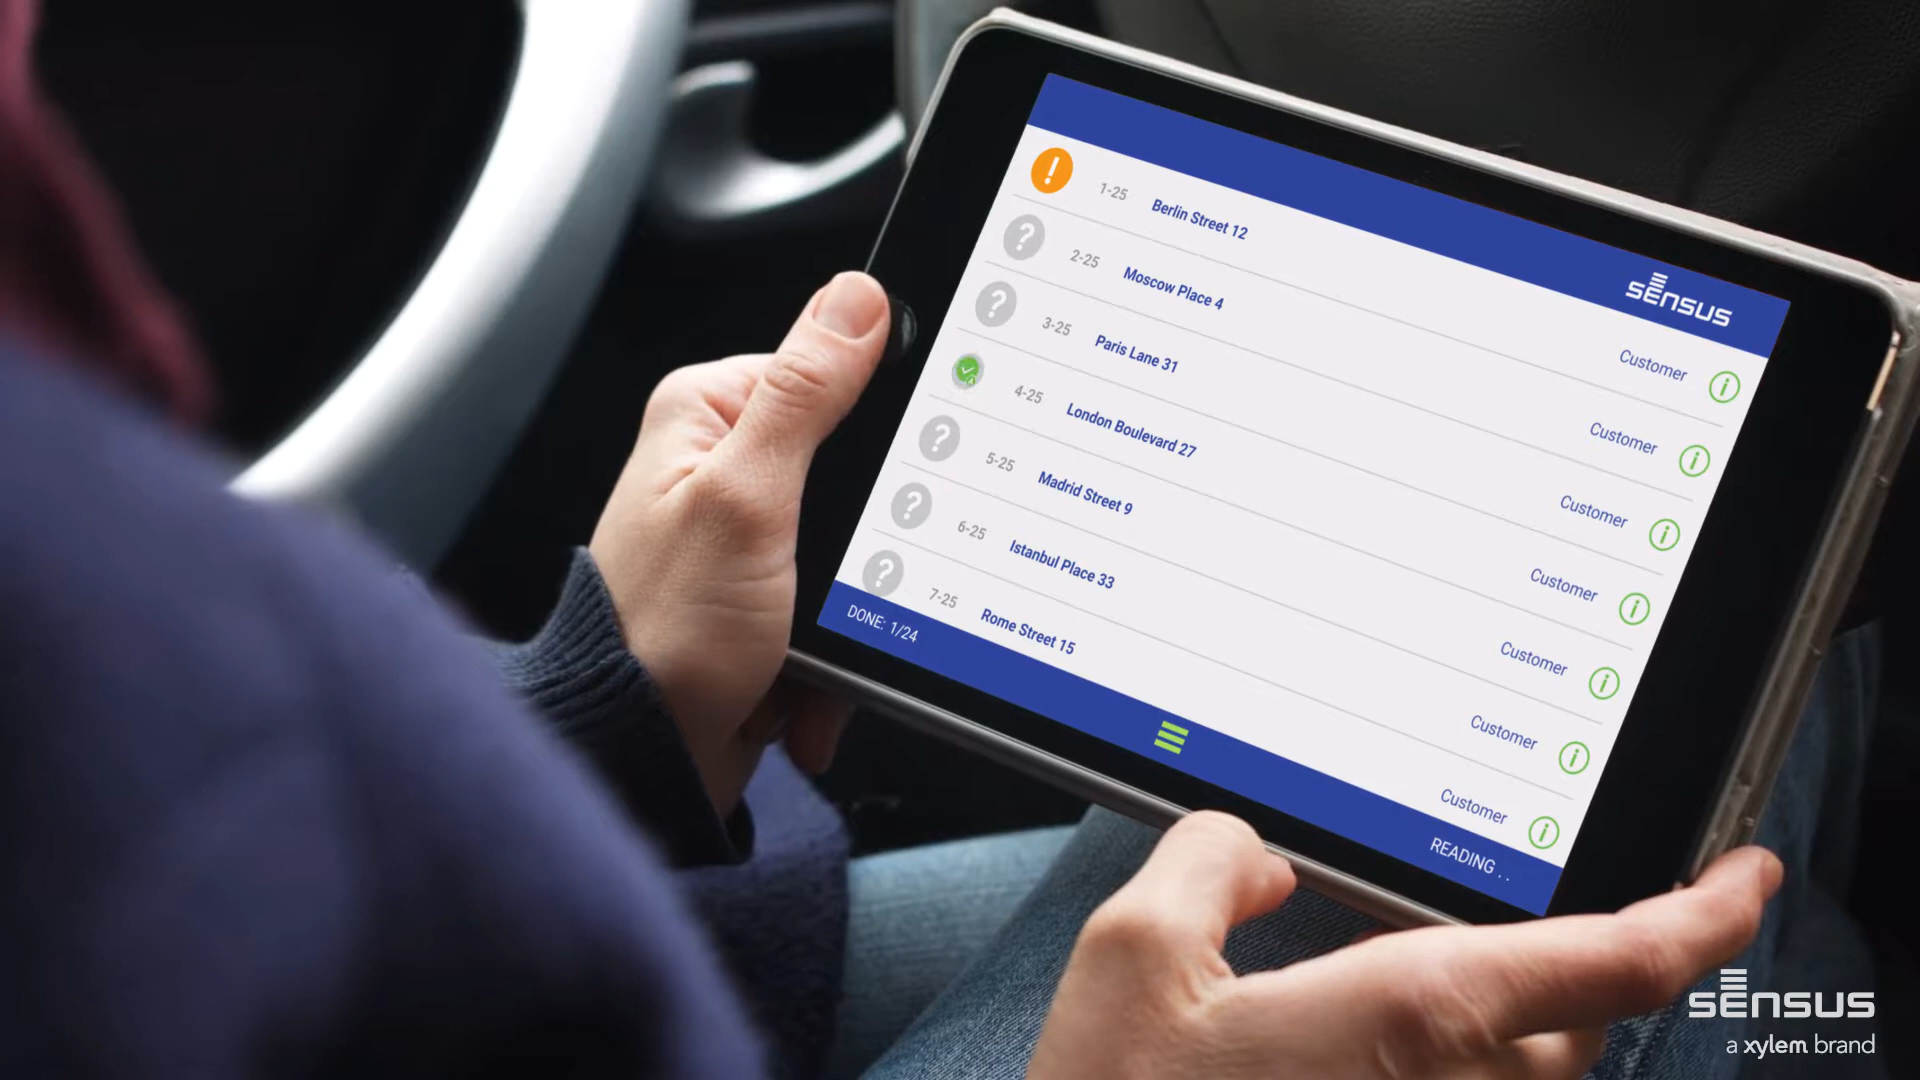 SENSUS
! 1-25 Berlin Street 12 Customer i
? 2-25 Moscow Place 4 Customer i
? 3-25 Paris Lane 31 Customer i
4-25 London Boulevard 27 Customer i
? 5-25 Madrid Street 9 Customer i
? 6-25 Istanbul Place 33 Customer i
? 7-25 Rome Street 15 Customer i
DONE: 1/24 READING . .
SENSUS
a xylem brand